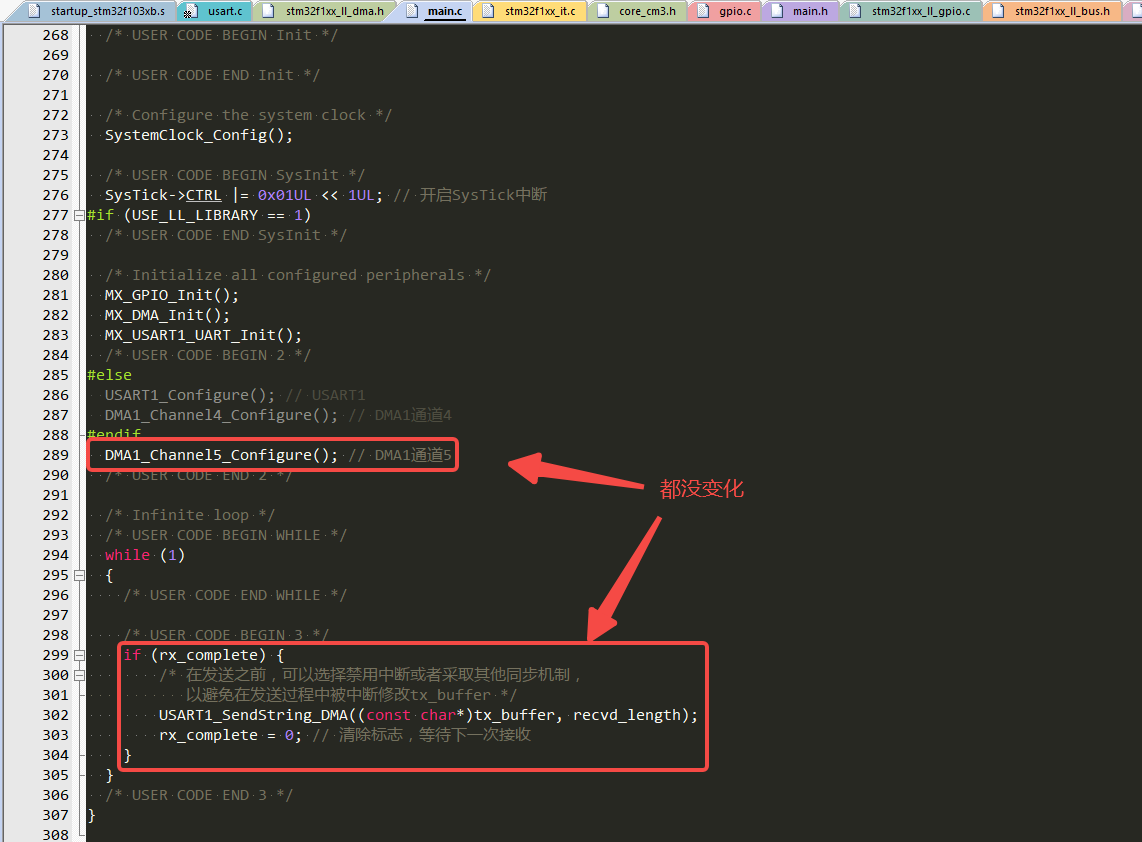 startup_stm32f103xb.s usart.c stm32f1xx_ll_dma.h main.c stm32f1xx_it.c core_cm3.h gpio.c main.h stm32f1xx_ll_gpio.c stm32f1xx_ll_bus.h
268 /* USER CODE BEGIN Init */
269
270 /* USER CODE END Init */
271
272 /* Configure the system clock */
273 SystemClock_Config();
274
275 /* USER CODE BEGIN SysInit */
276 SysTick->CTRL |= 0x01UL << 1UL; // 开启SysTick中断
277 #if (USE_LL_LIBRARY == 1)
278 /* USER CODE END SysInit */
279
280 /* Initialize all configured peripherals */
281 MX_GPIO_Init();
282 MX_DMA_Init();
283 MX_USART1_UART_Init();
284 /* USER CODE BEGIN 2 */
285 #else
286 USART1_Configure(); // USART1
287 DMA1_Channel4_Configure(); // DMA1通道4
288 #endif
289 DMA1_Channel5_Configure(); // DMA1通道5
290 /* USER CODE END 2 */
都没变化
291
292 /* Infinite loop */
293 /* USER CODE BEGIN WHILE */
294 while (1)
295 {
296 /* USER CODE END WHILE */
297
298 /* USER CODE BEGIN 3 */
299 if (rx_complete) {
300 /* 在发送之前，可以选择禁用中断或者采取其他同步机制，
301 以避免在发送过程中被中断修改tx_buffer */
302 USART1_SendString_DMA((const char*)tx_buffer, recvd_length);
303 rx_complete = 0; // 清除标志，等待下一次接收
304 }
305 }
306 /* USER CODE END 3 */
307 }
308